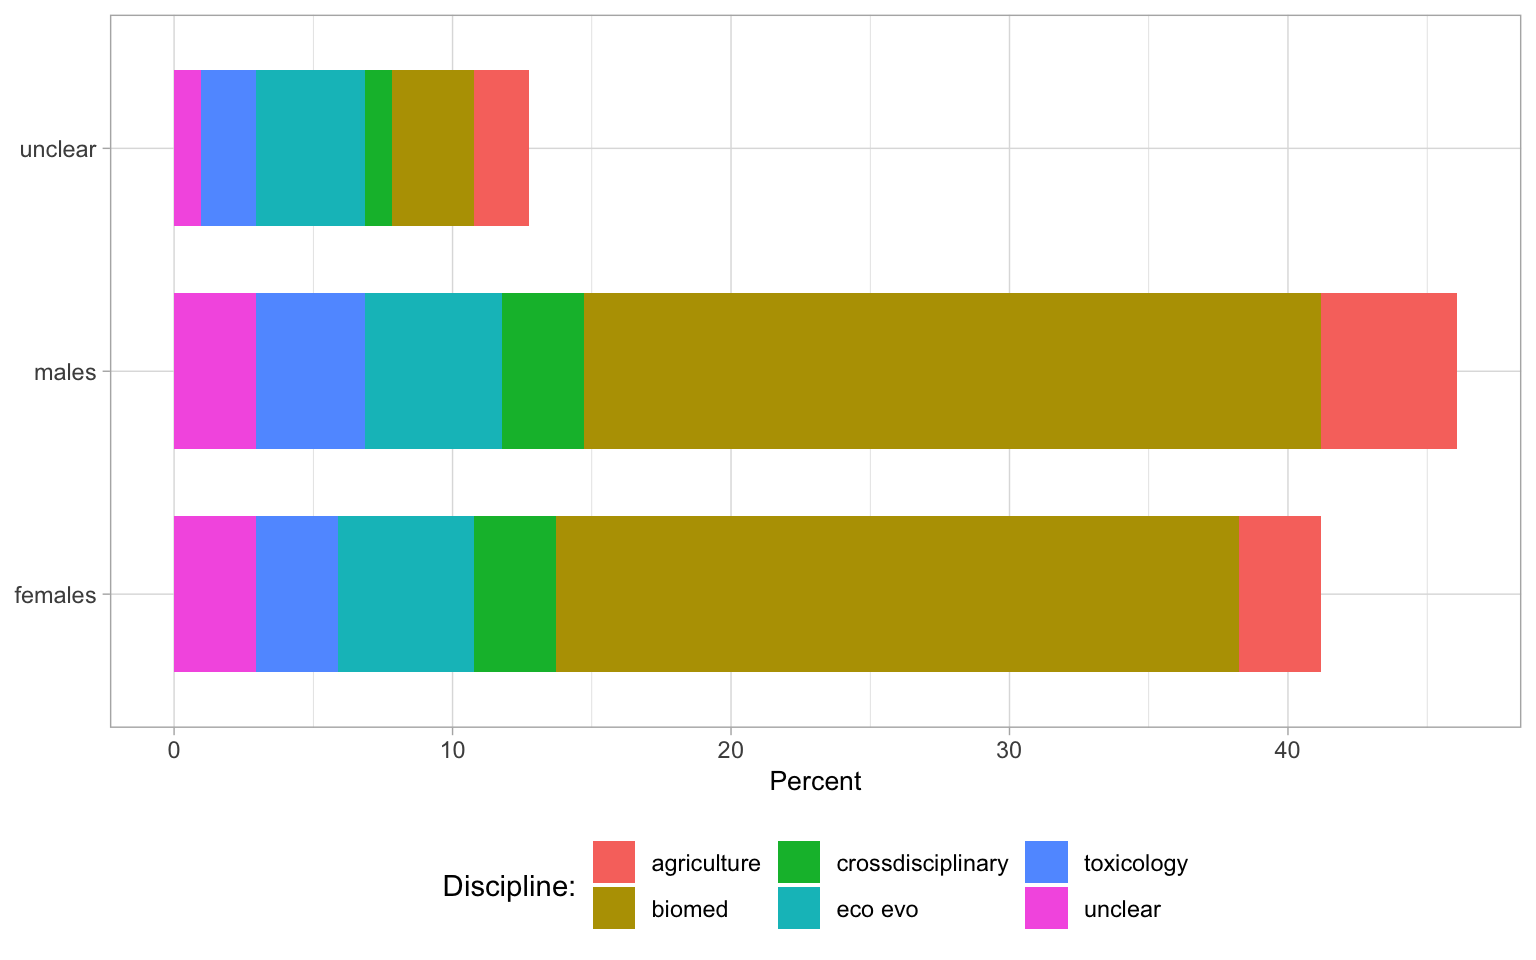 unclear
males
females
0 10 20 30 40
Percent
Discipline:
agriculture crossdisciplinary toxicology
biomed eco evo unclear